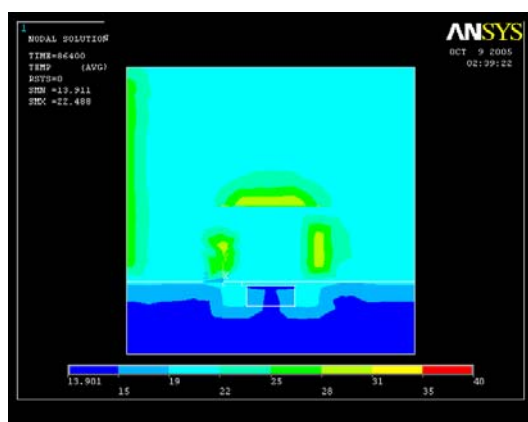 1
NODAL SOLUTION
TIME=86400
TEMP (AVG)
RSYS=0
SMN =13.911
SMX =22.488
ANSYS
OCT 9 2005
02:39:22
13.901 19 25 31 40
15 22 28 35